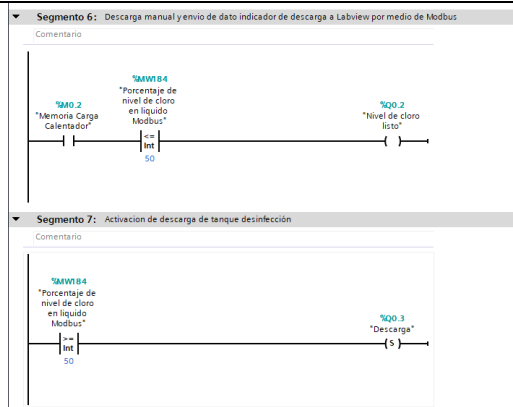 Segmento 6: Descarga manual y envio de dato indicador de descarga a Labview por medio de Modbus
Comentario
%MW184
"Porcentaje de
nivel de cloro
en liquido
Modbus"
%M0.2
"Memoria Carga
Calentador"
<=
Int
50
%Q0.2
"Nivel de cloro
listo"
Segmento 7: Activacion de descarga de tanque desinfección
Comentario
%MW184
"Porcentaje de
nivel de cloro
en liquido
Modbus"
>=
Int
50
%Q0.3
"Descarga"
S